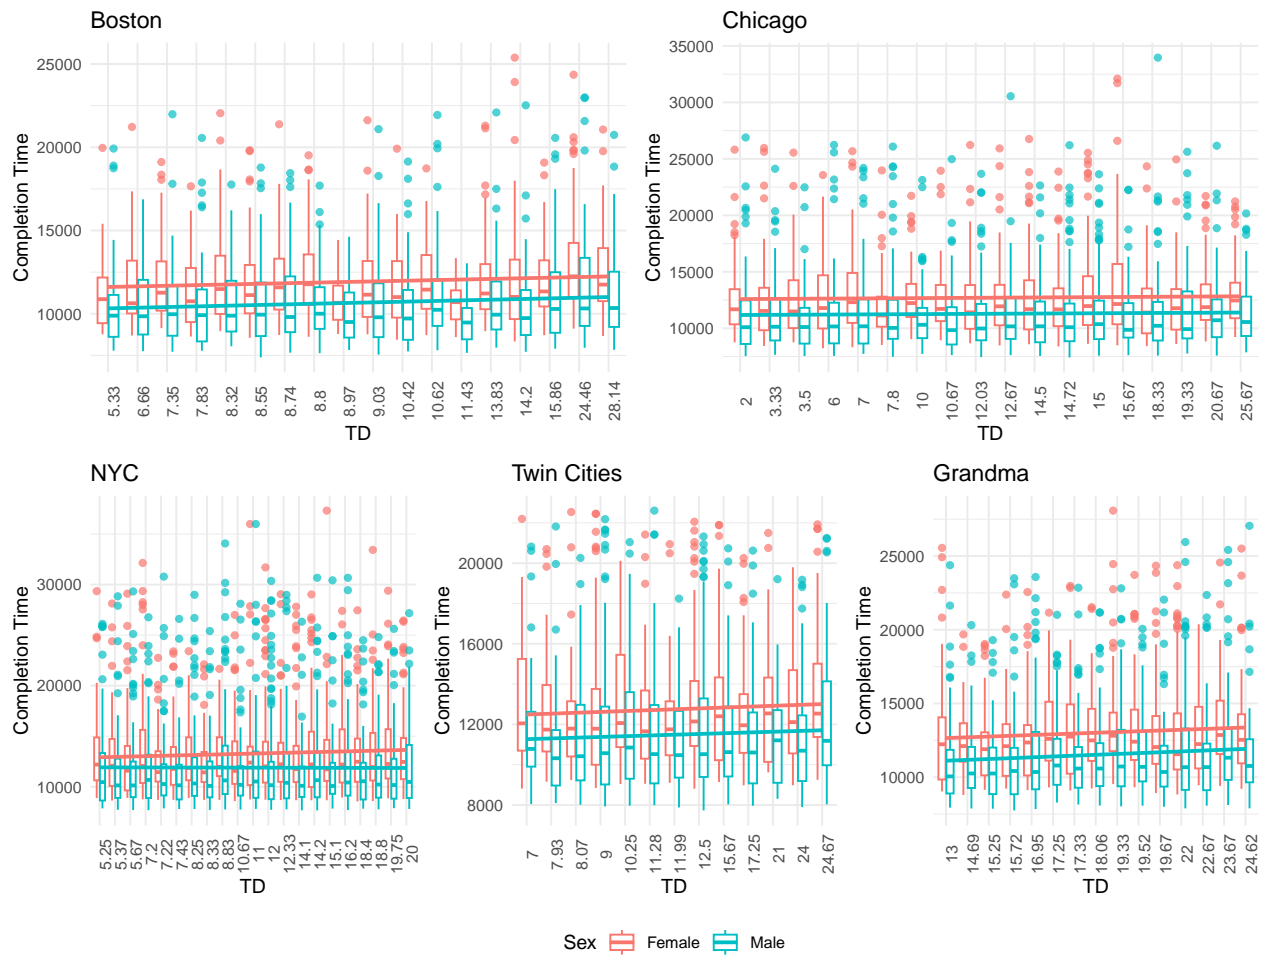 Boston
Completion Time
25000
20000
15000
10000
5.33 6.66 7.35 7.83 8.32 8.55 8.74 8.8 8.97 9.03 10.42 10.62 11.43 13.83 14.2 15.86 24.46 28.14
TD
Chicago
Completion Time
35000
30000
25000
20000
15000
10000
2 3.33 3.5 6 7 7.8 10 10.67 12.03 12.67 14.5 14.72 15 15.67 18.33 19.33 20.67 25.67
TD
NYC
Completion Time
30000
20000
10000
5.25 5.37 5.67 7.2 7.22 7.43 8.25 8.33 8.83 10.67 11 12 12.33 14.1 14.2 15.1 16.2 18.4 18.8 19.75 20
TD
Twin Cities
Completion Time
20000
16000
12000
8000
7 7.93 8.07 9 10.25 11.28 11.99 12.5 15.67 17.25 21 24 24.67
TD
Grandma
Completion Time
25000
20000
15000
10000
13 14.69 15.25 15.72 16.95 17.25 17.33 18.06 19.33 19.52 19.67 22 22.67 23.67 24.62
TD
Sex Female Male